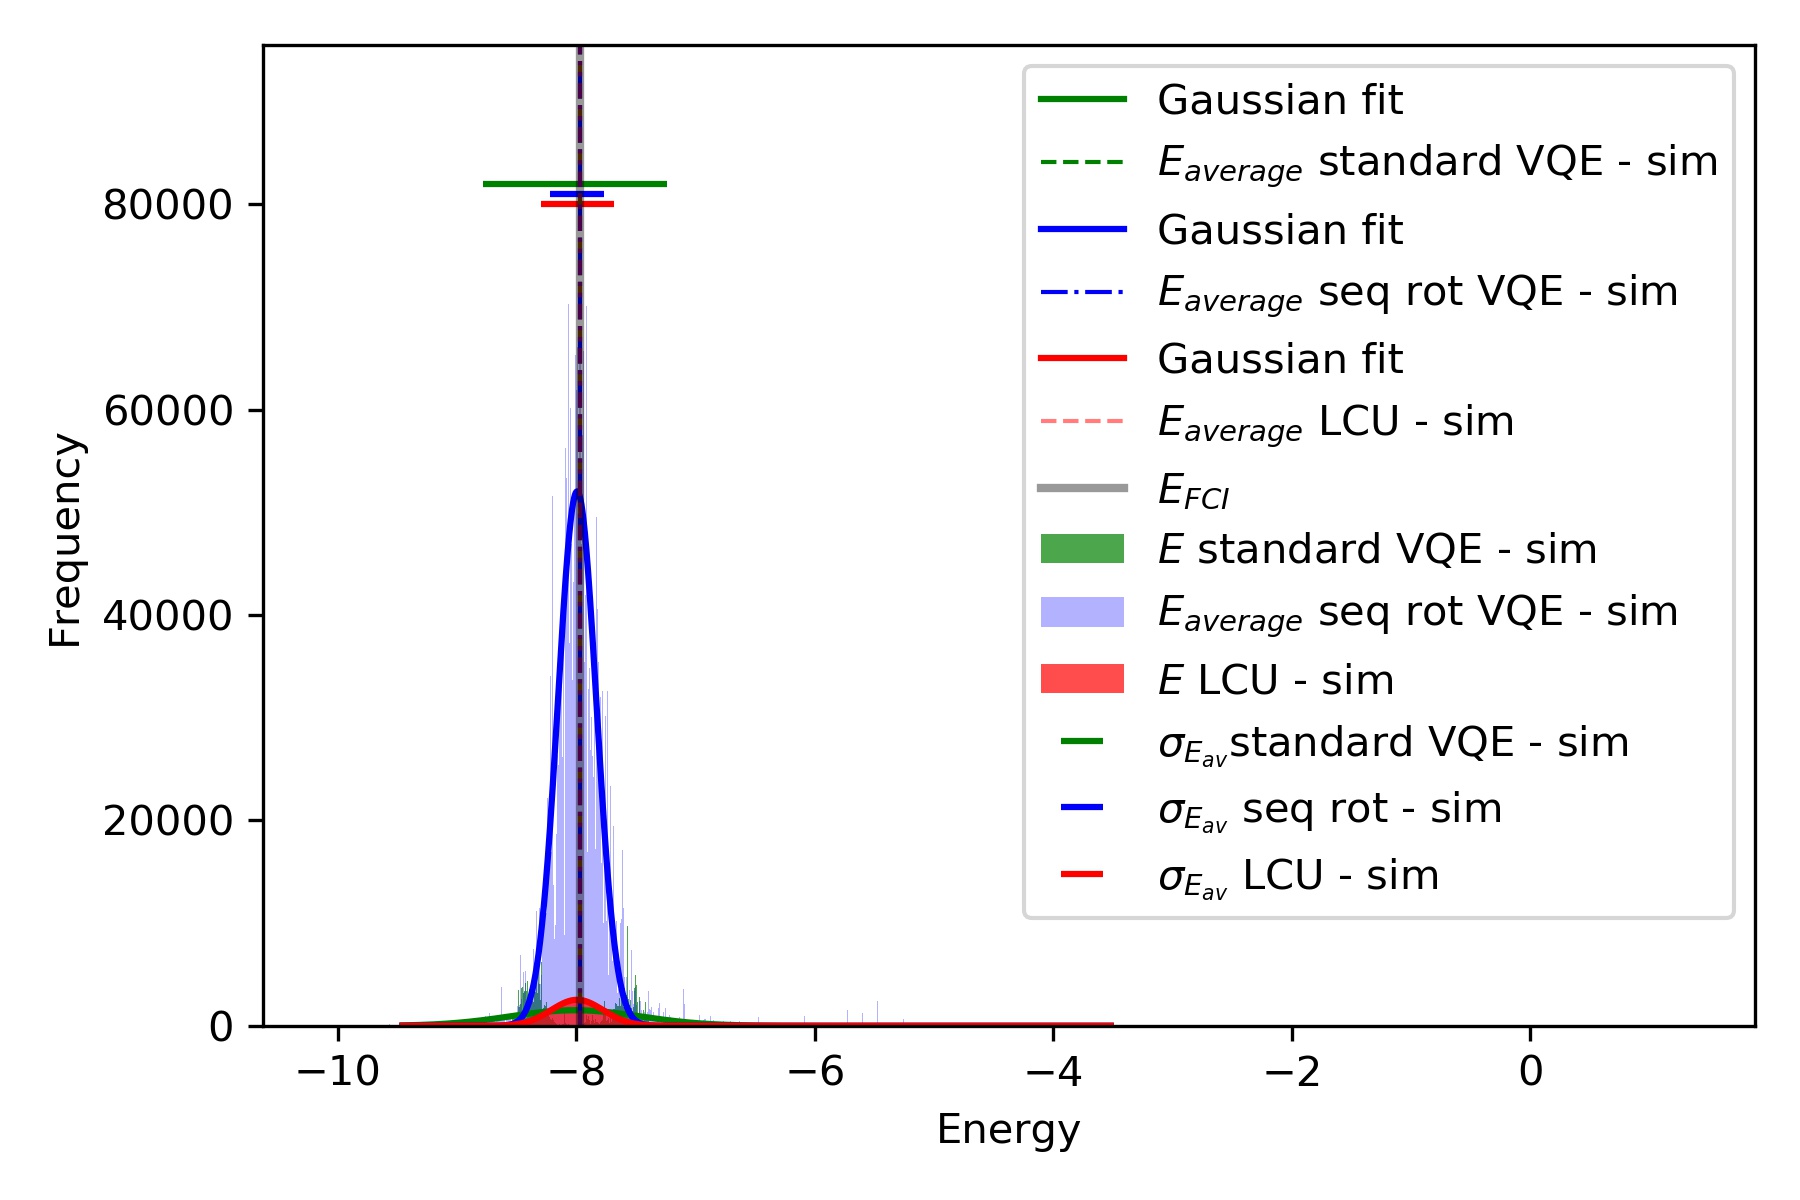 Gaussian fit
E_average standard VQE - sim
Gaussian fit
E_average seq rot VQE - sim
Gaussian fit
E_average LCU - sim
E_FCI
E standard VQE - sim
E_average seq rot VQE - sim
E LCU - sim
σ_E_av standard VQE - sim
σ_E_av seq rot - sim
σ_E_av LCU - sim
80000
60000
40000
20000
0
Frequency
−10 −8 −6 −4 −2 0
Energy